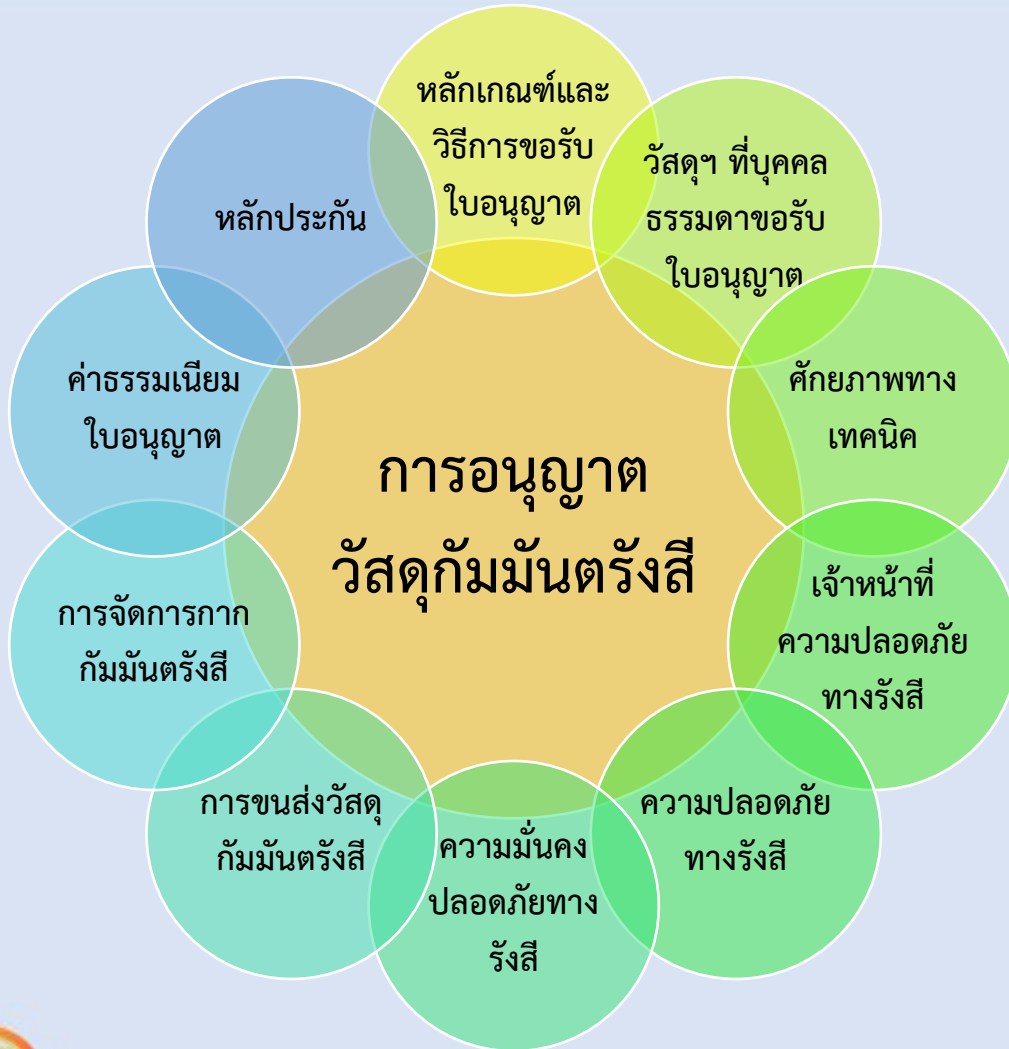 หลักเกณฑ์และ
วิธีการขอรับ
ใบอนุญาต
วัสดุฯ ที่บุคคล
ธรรมดาขอรับ
ใบอนุญาต
ศักยภาพทาง
เทคนิค
เจ้าหน้าที่
ความปลอดภัย
ทางรังสี
ความปลอดภัย
ทางรังสี
ความมั่นคง
ปลอดภัยทาง
รังสี
การขนส่งวัสดุ
กัมมันตรังสี
การจัดการกาก
กัมมันตรังสี
ค่าธรรมเนียม
ใบอนุญาต
หลักประกัน
การอนุญาต
วัสดุกัมมันตรังสี